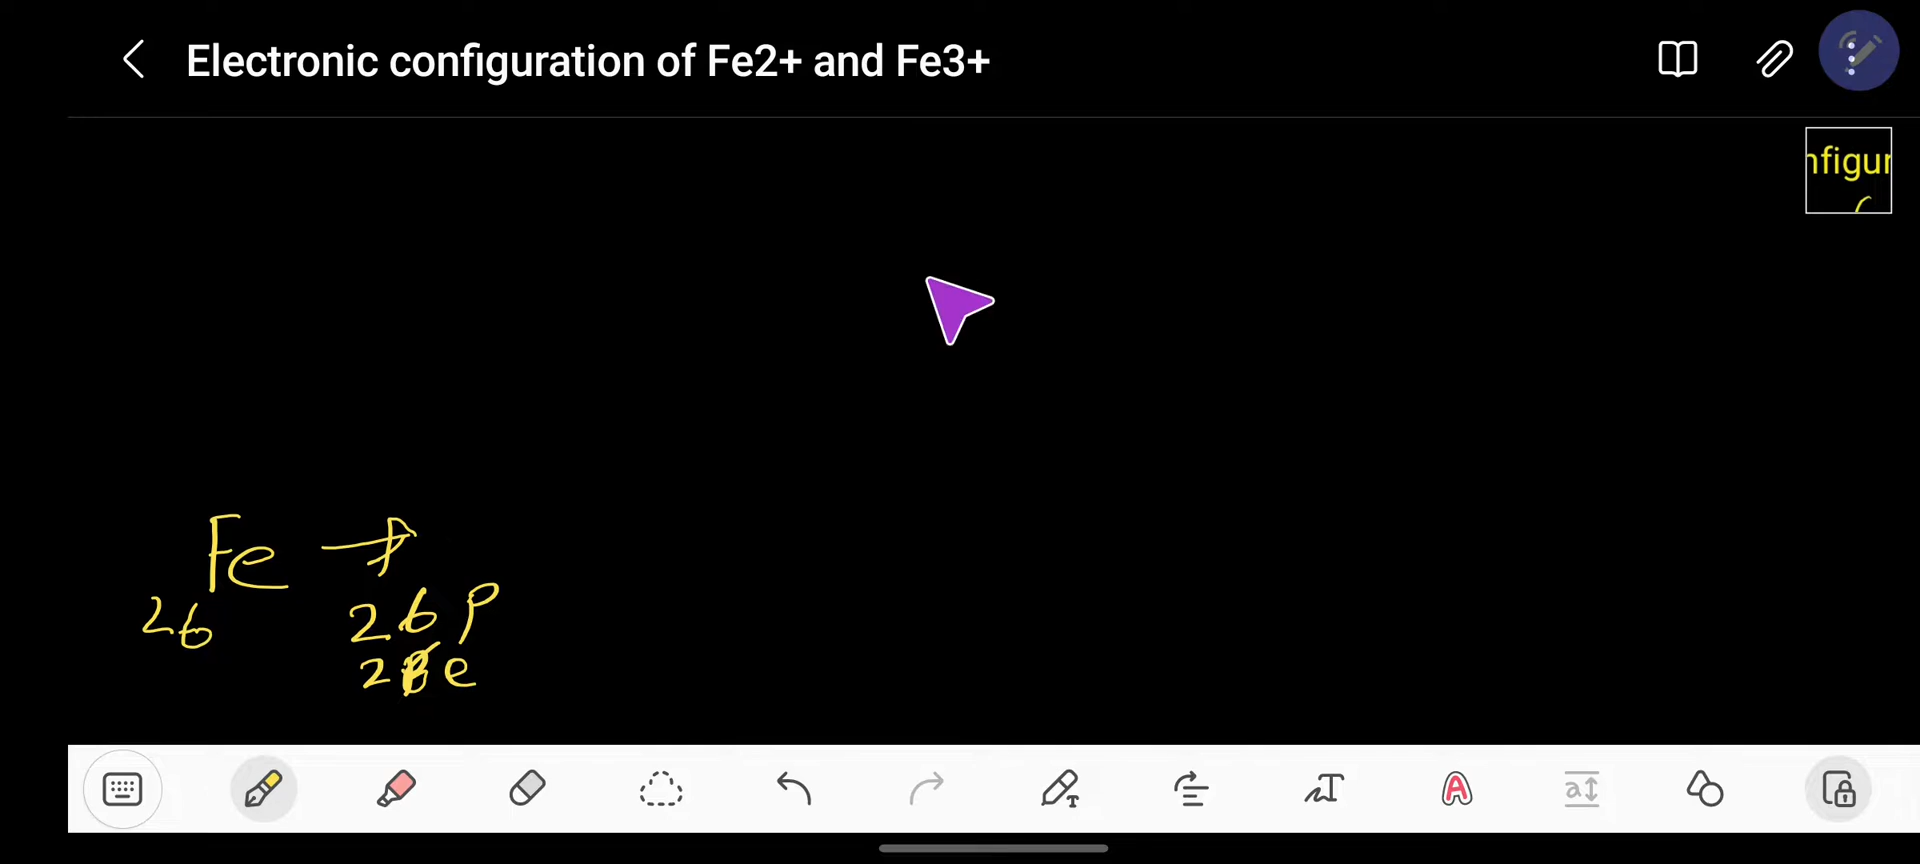 Electronic configuration of Fe2+ and Fe3+
nfigur
Fe →
26
26 p
26 e